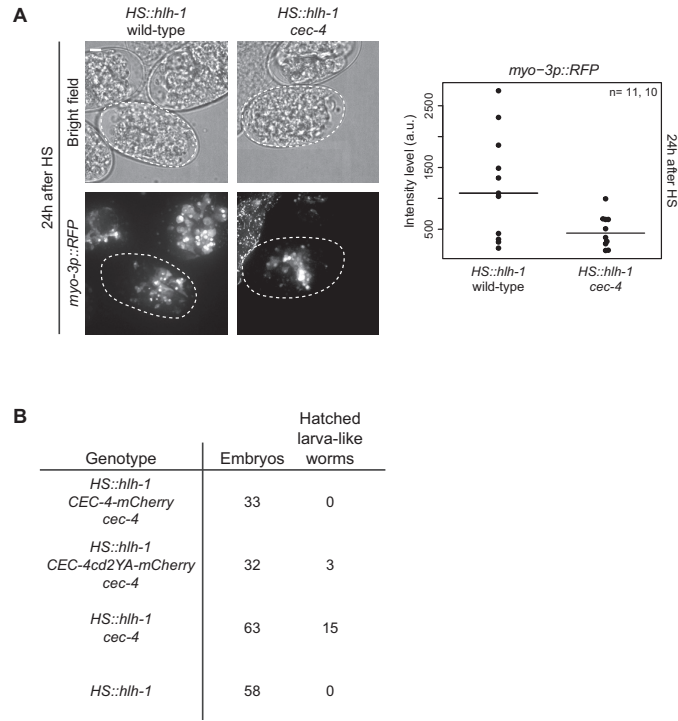 A
HS::hlh-1
wild-type
HS::hlh-1
cec-4
24h after HS
Bright field
myo-3p::RFP
myo−3p::RFP
n= 11, 10
Intensity level (a.u.)
2500
1500
500
24h after HS
HS::hlh-1
wild-type
HS::hlh-1
cec-4
B
Genotype Embryos Hatched
larva-like
worms
HS::hlh-1
CEC-4-mCherry 33 0
cec-4
HS::hlh-1
CEC-4cd2YA-mCherry 32 3
cec-4
HS::hlh-1 63 15
cec-4
HS::hlh-1 58 0